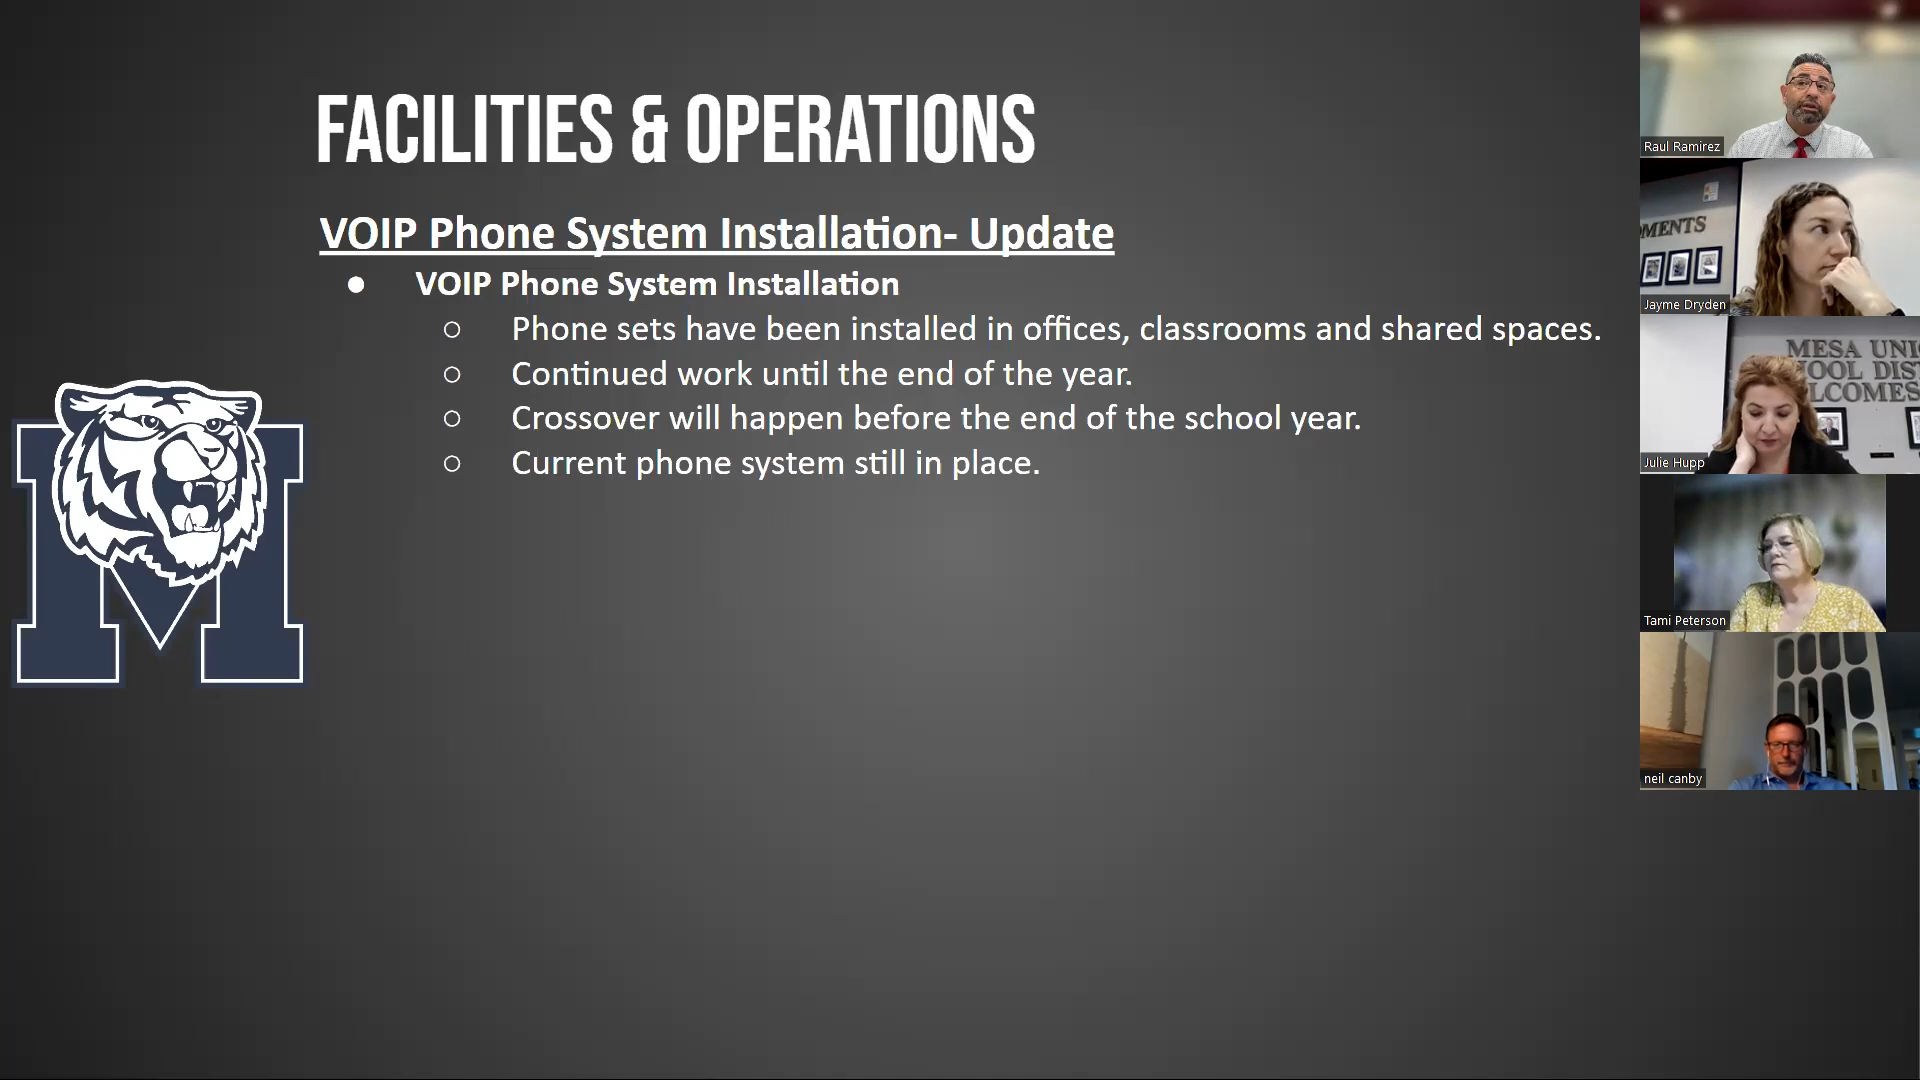 FACILITIES & OPERATIONS
VOIP Phone System Installation- Update
● VOIP Phone System Installation
○ Phone sets have been installed in offices, classrooms and shared spaces.
○ Continued work until the end of the year.
○ Crossover will happen before the end of the school year.
○ Current phone system still in place.
M
Raul Ramirez
MENTS
Jayme Dryden
MESA UNI
OOL DIS
LCOMES
Julie Hupp
Tami Peterson
neil canby